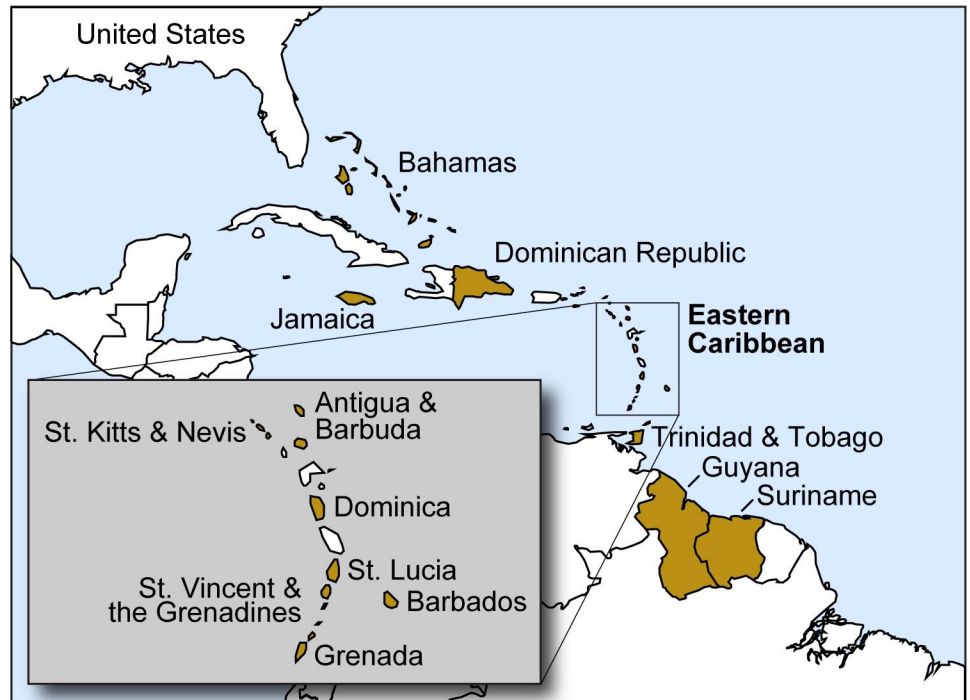 United States
Bahamas
Dominican Republic
Jamaica
Eastern
Caribbean
Antigua &
Barbuda
St. Kitts & Nevis
Trinidad & Tobago
Guyana
Suriname
Dominica
St. Lucia
St. Vincent &
the Grenadines
Barbados
Grenada